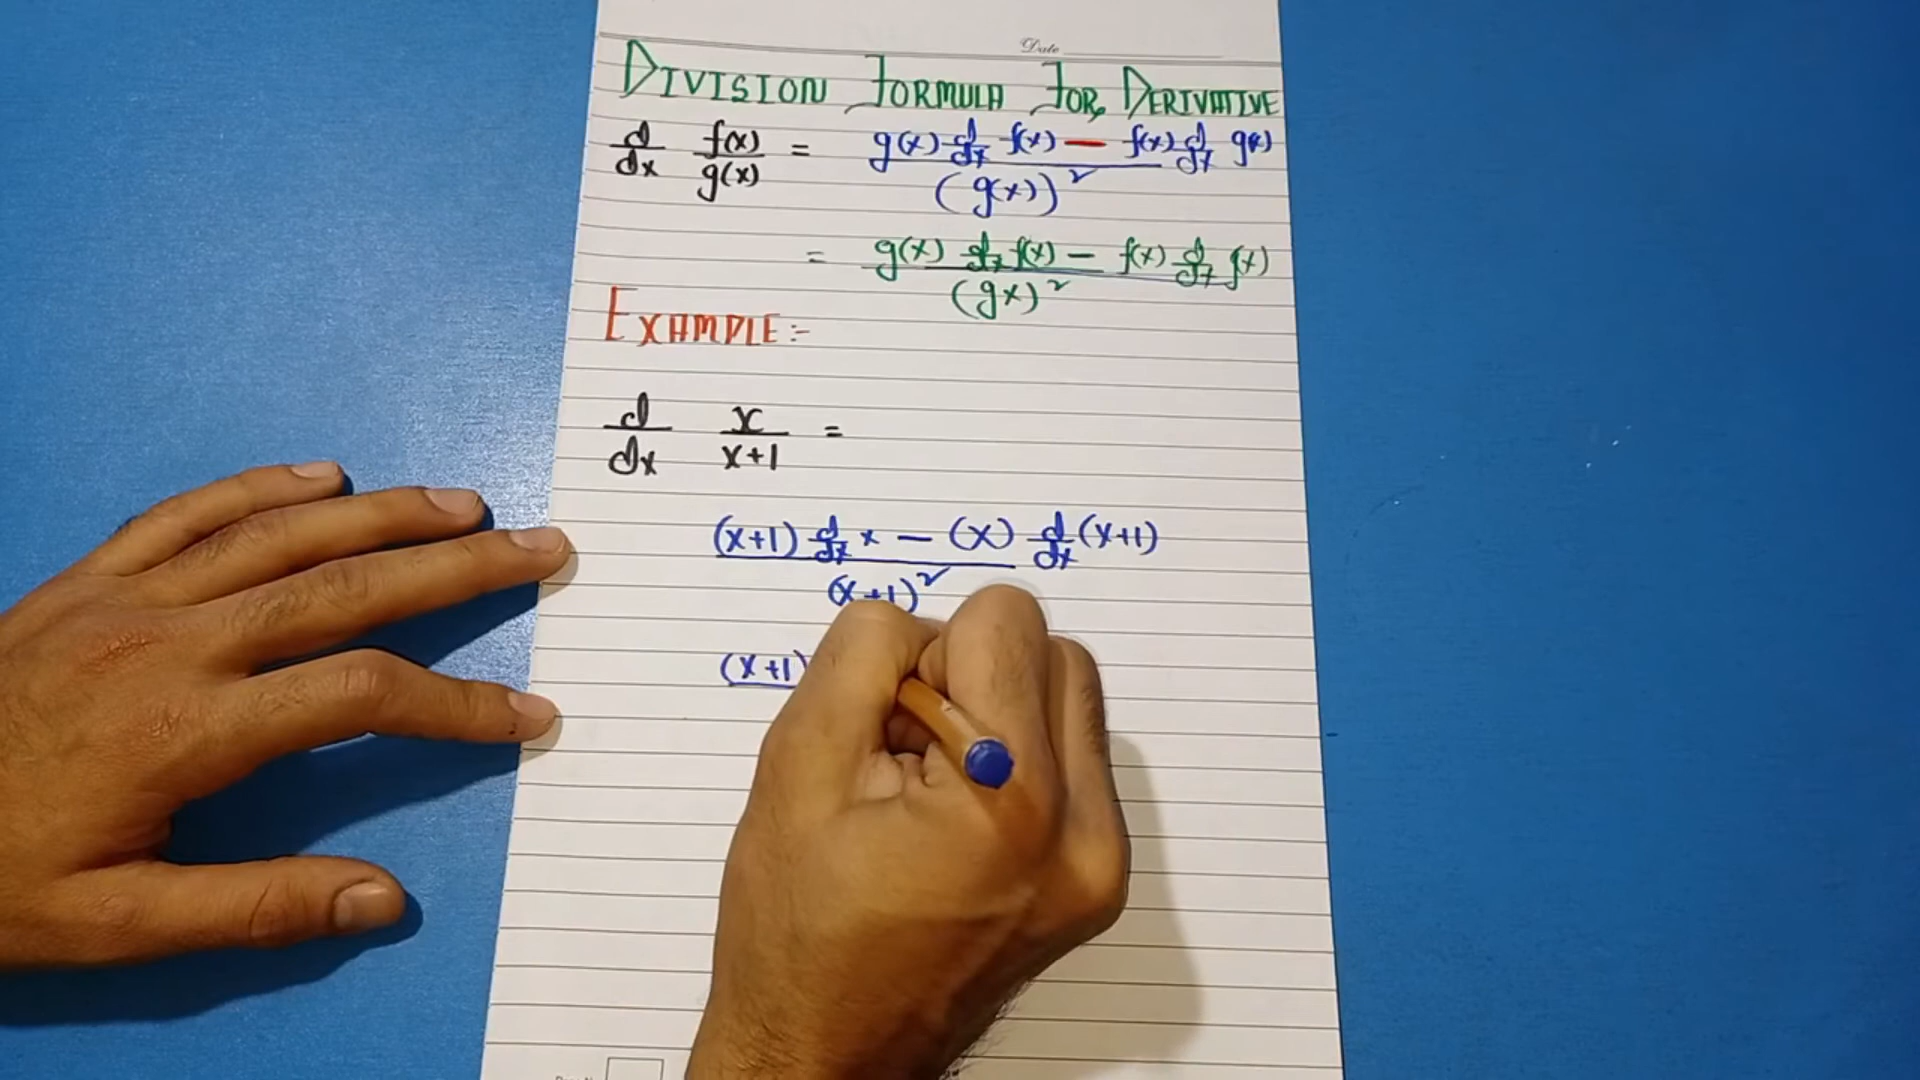 Date
DIVISION FORMULA FOR DERIVATIVE
d/dx f(x)/g(x) = g(x) d/dx f(x) — f(x) d/dx g(x) / (g(x))²
= g(x) d/dx f(x) — f(x) d/dx g(x) / (gx)²
EXAMPLE:-
d/dx x/x+1 =
(x+1) d/dx x — (x) d/dx (x+1) / (x+1)²
(x+1)